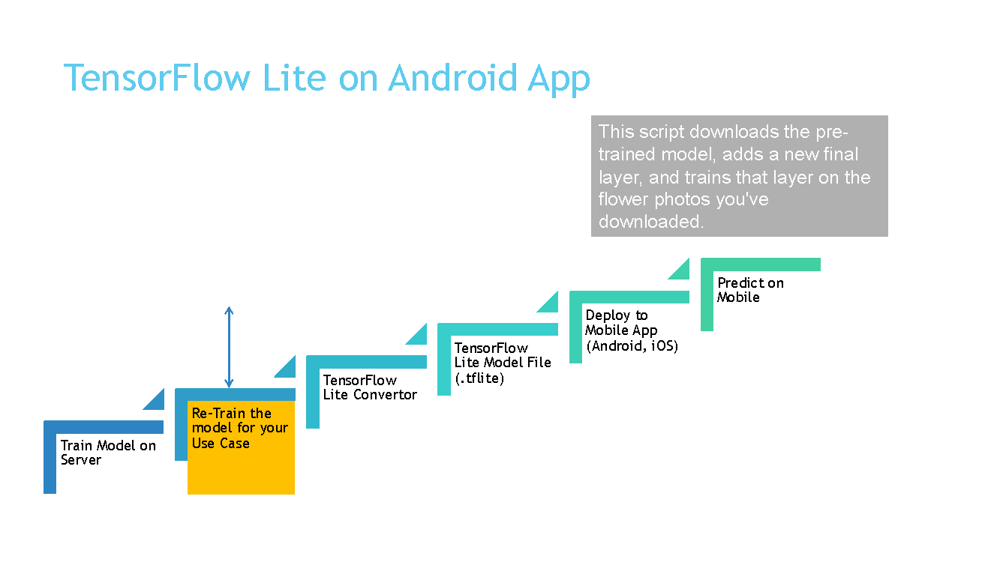 TensorFlow Lite on Android App
This script downloads the pre-
trained model, adds a new final
layer, and trains that layer on the
flower photos you've
downloaded.
Train Model on
Server
Re-Train the
model for your
Use Case
TensorFlow
Lite Convertor
TensorFlow
Lite Model File
(.tflite)
Deploy to
Mobile App
(Android, iOS)
Predict on
Mobile